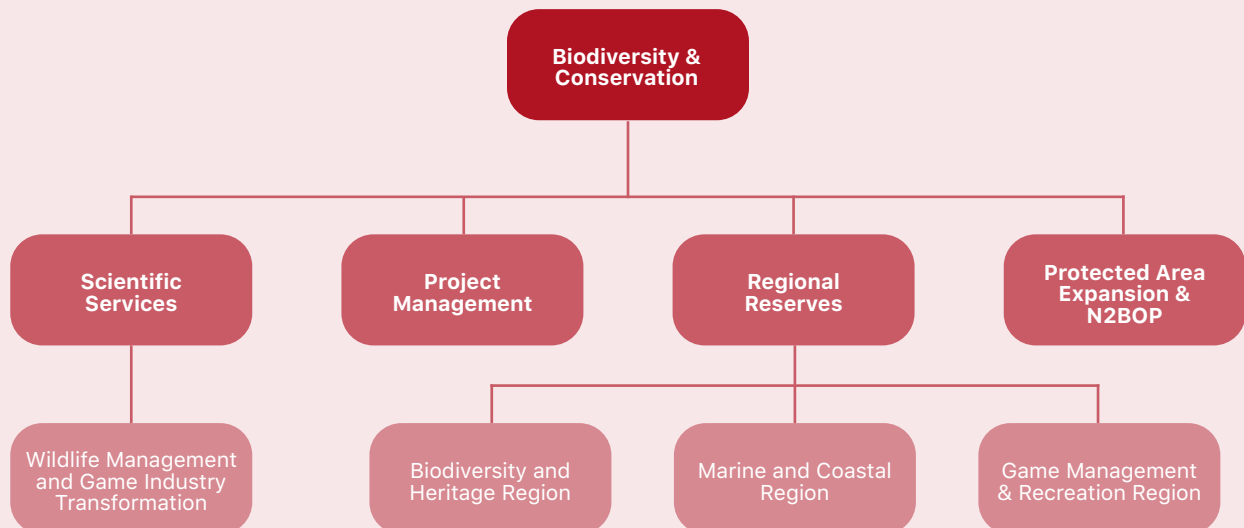 Biodiversity &
Conservation
Scientific
Services
Project
Management
Regional
Reserves
Protected Area
Expansion &
N2BOP
Wildlife Management
and Game Industry
Transformation
Biodiversity and
Heritage Region
Marine and Coastal
Region
Game Management
& Recreation Region